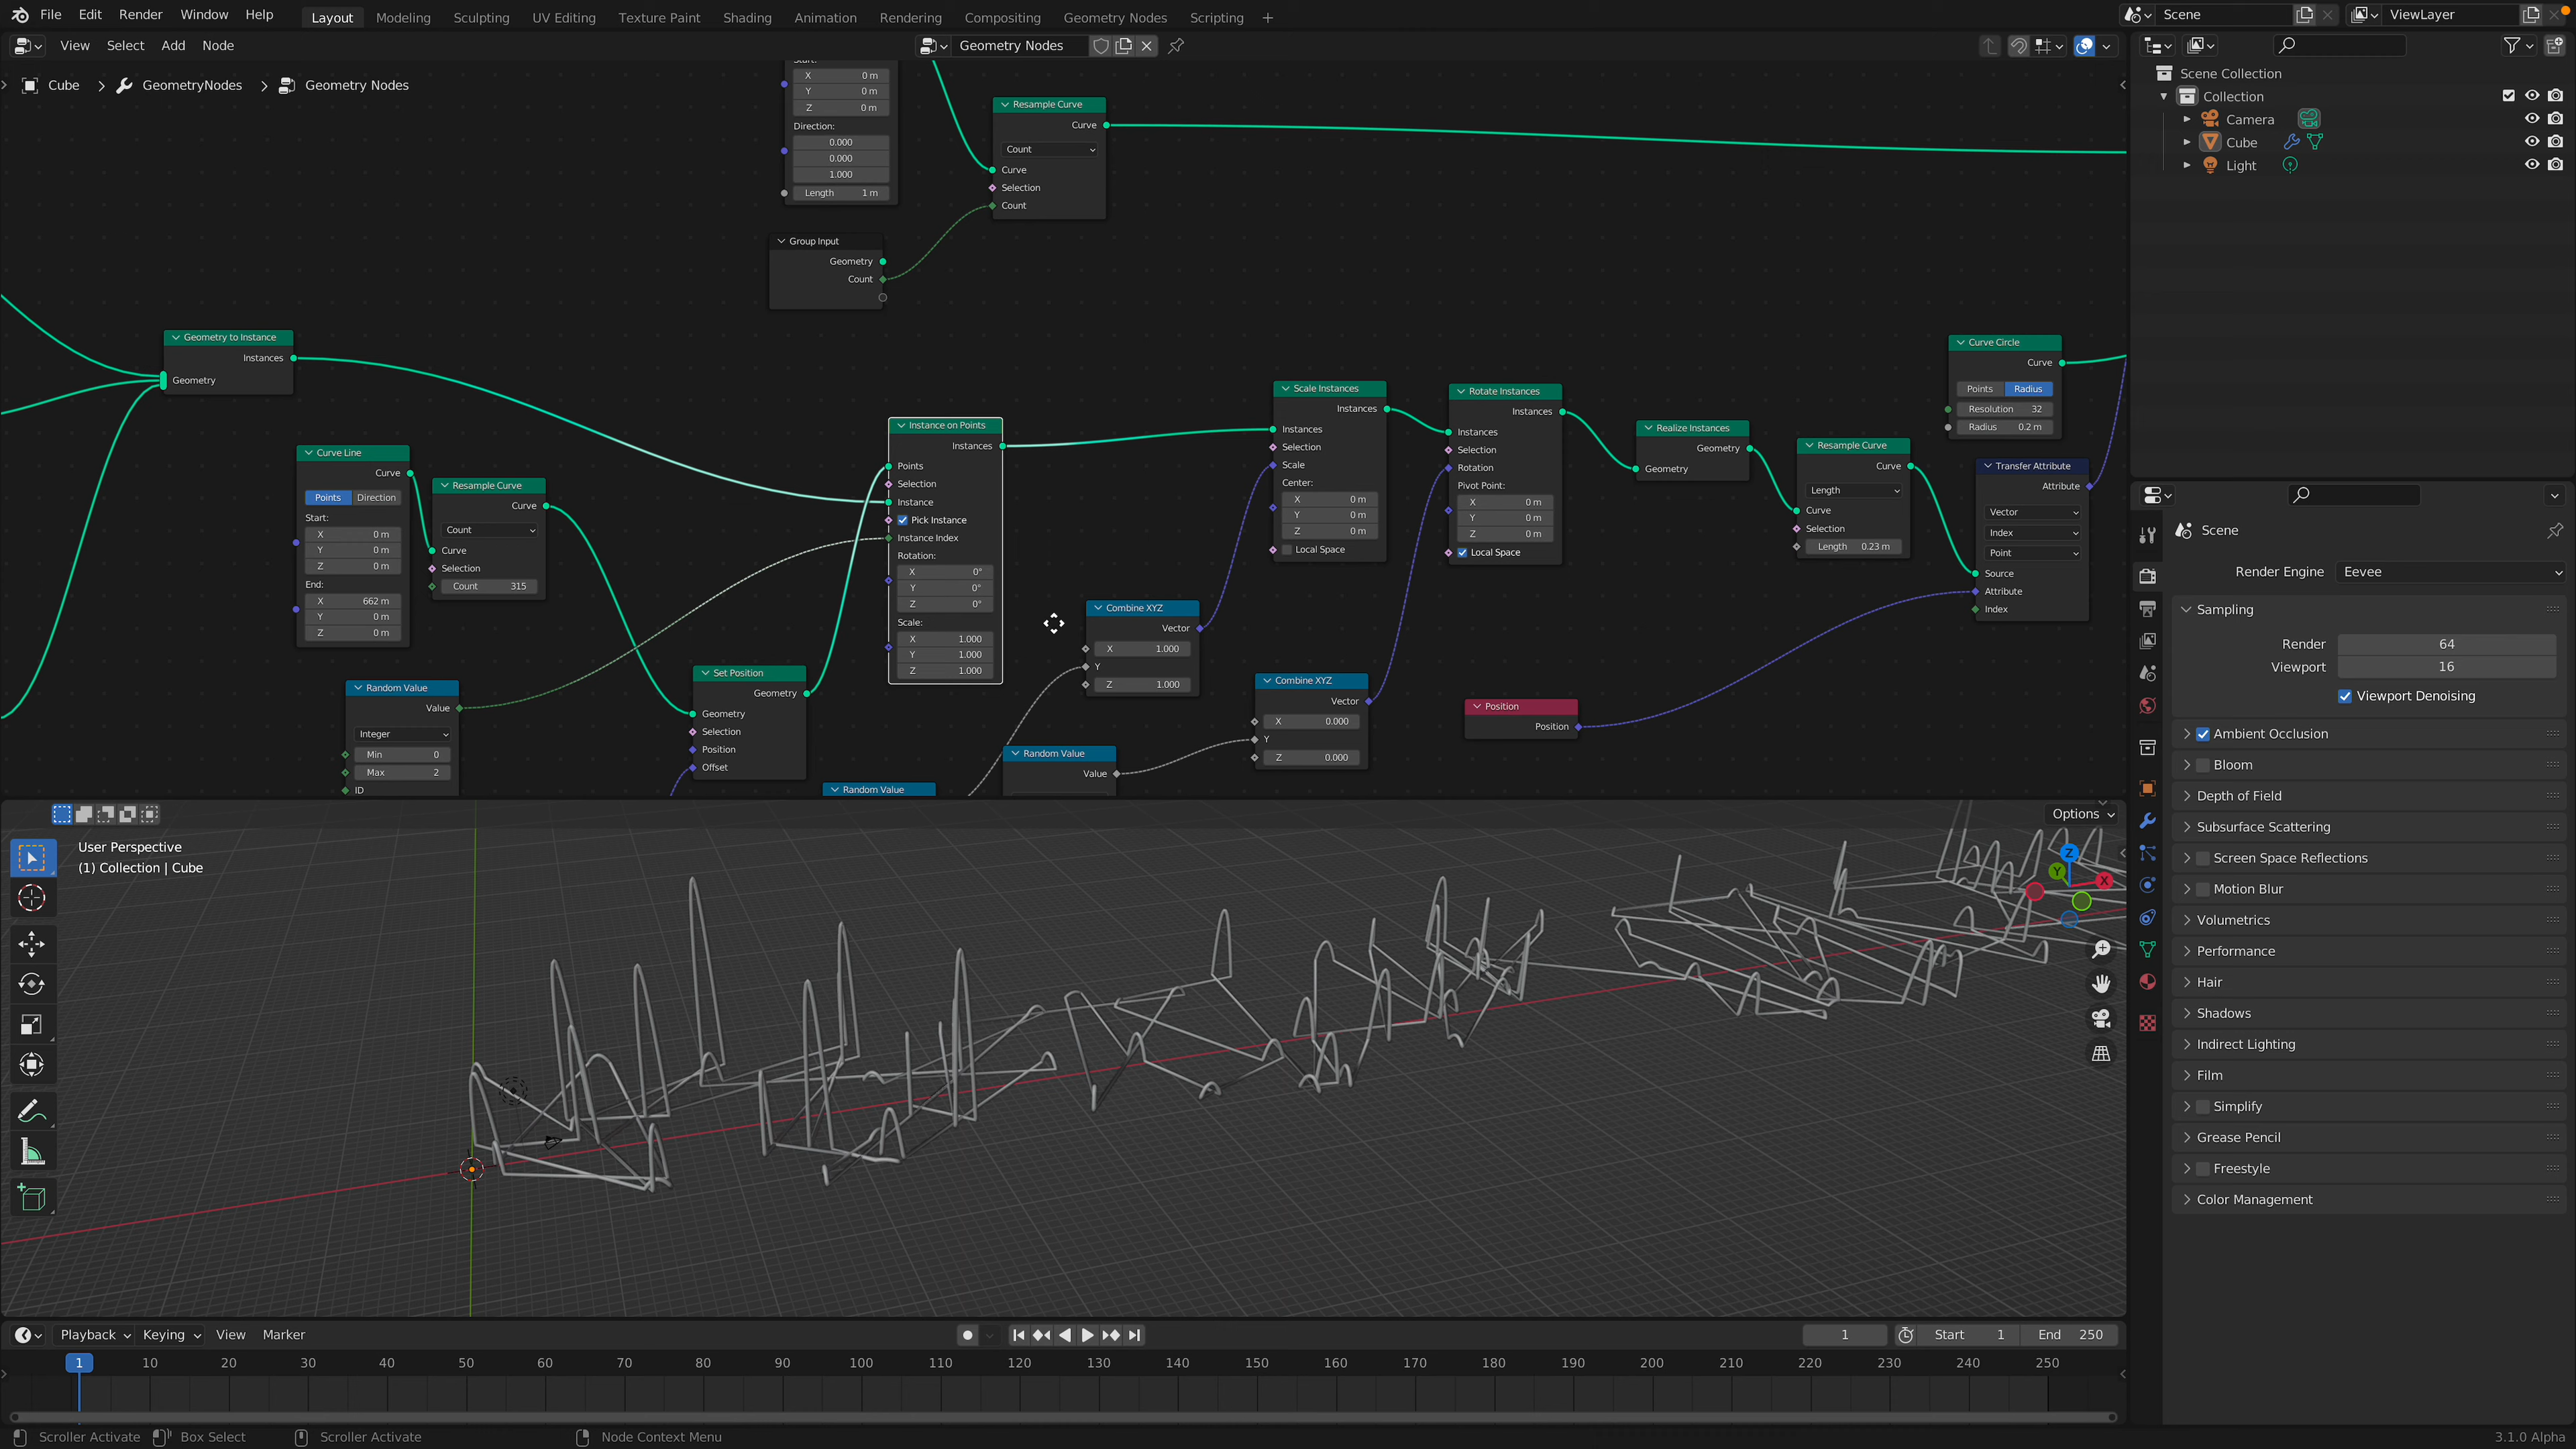 File Edit Render Window Help Layout Modeling Sculpting UV Editing Texture Paint Shading Animation Rendering Compositing Geometry Nodes Scripting + Scene ViewLayer
View Select Add Node Geometry Nodes
Cube > GeometryNodes > Geometry Nodes
X 0 m
Y 0 m
Z 0 m
Direction:
0.000
0.000
1.000
Length 1 m
Resample Curve
Curve
Count
Curve
Selection
Count
Group Input
Geometry
Count
Geometry to Instance
Instances
Geometry
Curve Line
Curve
Points Direction
Start:
X 0 m
Y 0 m
Z 0 m
End:
X 662 m
Y 0 m
Z 0 m
Resample Curve
Curve
Count
Curve
Selection
Count 315
Random Value
Value
Integer
Min 0
Max 2
ID
Set Position
Geometry
Geometry
Selection
Position
Offset
Instance on Points
Instances
Points
Selection
Instance
Pick Instance
Instance Index
Rotation:
X 0°
Y 0°
Z 0°
Scale:
X 1.000
Y 1.000
Z 1.000
Random Value
Random Value
Value
Combine XYZ
Vector
X 1.000
Y
Z 1.000
Combine XYZ
Vector
X 0.000
Y
Z 0.000
Scale Instances
Instances
Instances
Selection
Scale
Center:
X 0 m
Y 0 m
Z 0 m
Local Space
Rotate Instances
Instances
Instances
Selection
Rotation
Pivot Point:
X 0 m
Y 0 m
Z 0 m
Local Space
Realize Instances
Geometry
Geometry
Resample Curve
Curve
Length
Curve
Selection
Length 0.23 m
Position
Position
Curve Circle
Curve
Points Radius
Resolution 32
Radius 0.2 m
Transfer Attribute
Attribute
Vector
Index
Point
Source
Attribute
Index
Scene Collection
Collection
Camera
Cube
Light
Scene
Render Engine Eevee
Sampling
Render 64
Viewport 16
Viewport Denoising
Ambient Occlusion
Bloom
Depth of Field
Subsurface Scattering
Screen Space Reflections
Motion Blur
Volumetrics
Performance
Hair
Shadows
Indirect Lighting
Film
Simplify
Grease Pencil
Freestyle
Color Management
Options
User Perspective
(1) Collection | Cube
Z
Y
X
Playback Keying View Marker 1 Start 1 End 250
1 10 20 30 40 50 60 70 80 90 100 110 120 130 140 150 160 170 180 190 200 210 220 230 240 250
Scroller Activate Box Select Scroller Activate Node Context Menu 3.1.0 Alpha